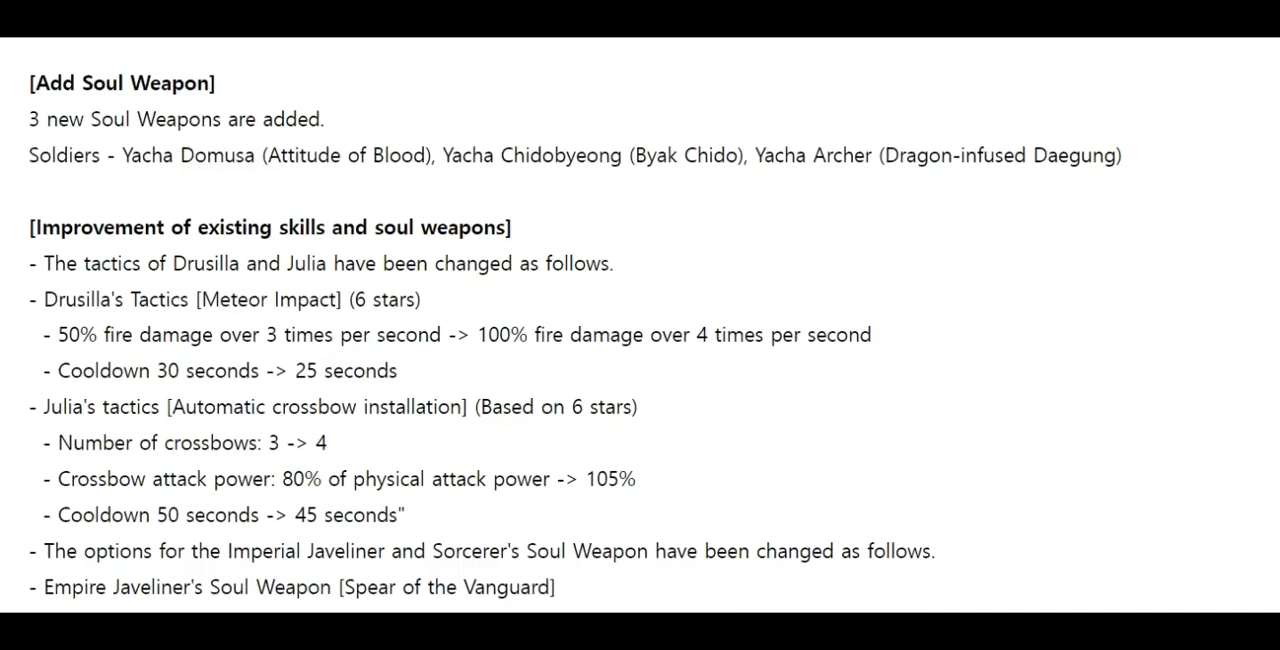 [Add Soul Weapon]
3 new Soul Weapons are added.
Soldiers - Yacha Domusa (Attitude of Blood), Yacha Chidobyeong (Byak Chido), Yacha Archer (Dragon-infused Daegung)
[Improvement of existing skills and soul weapons]
- The tactics of Drusilla and Julia have been changed as follows.
- Drusilla's Tactics [Meteor Impact] (6 stars)
- 50% fire damage over 3 times per second -> 100% fire damage over 4 times per second
- Cooldown 30 seconds -> 25 seconds
- Julia's tactics [Automatic crossbow installation] (Based on 6 stars)
- Number of crossbows: 3 -> 4
- Crossbow attack power: 80% of physical attack power -> 105%
- Cooldown 50 seconds -> 45 seconds"
- The options for the Imperial Javeliner and Sorcerer's Soul Weapon have been changed as follows.
- Empire Javeliner's Soul Weapon [Spear of the Vanguard]